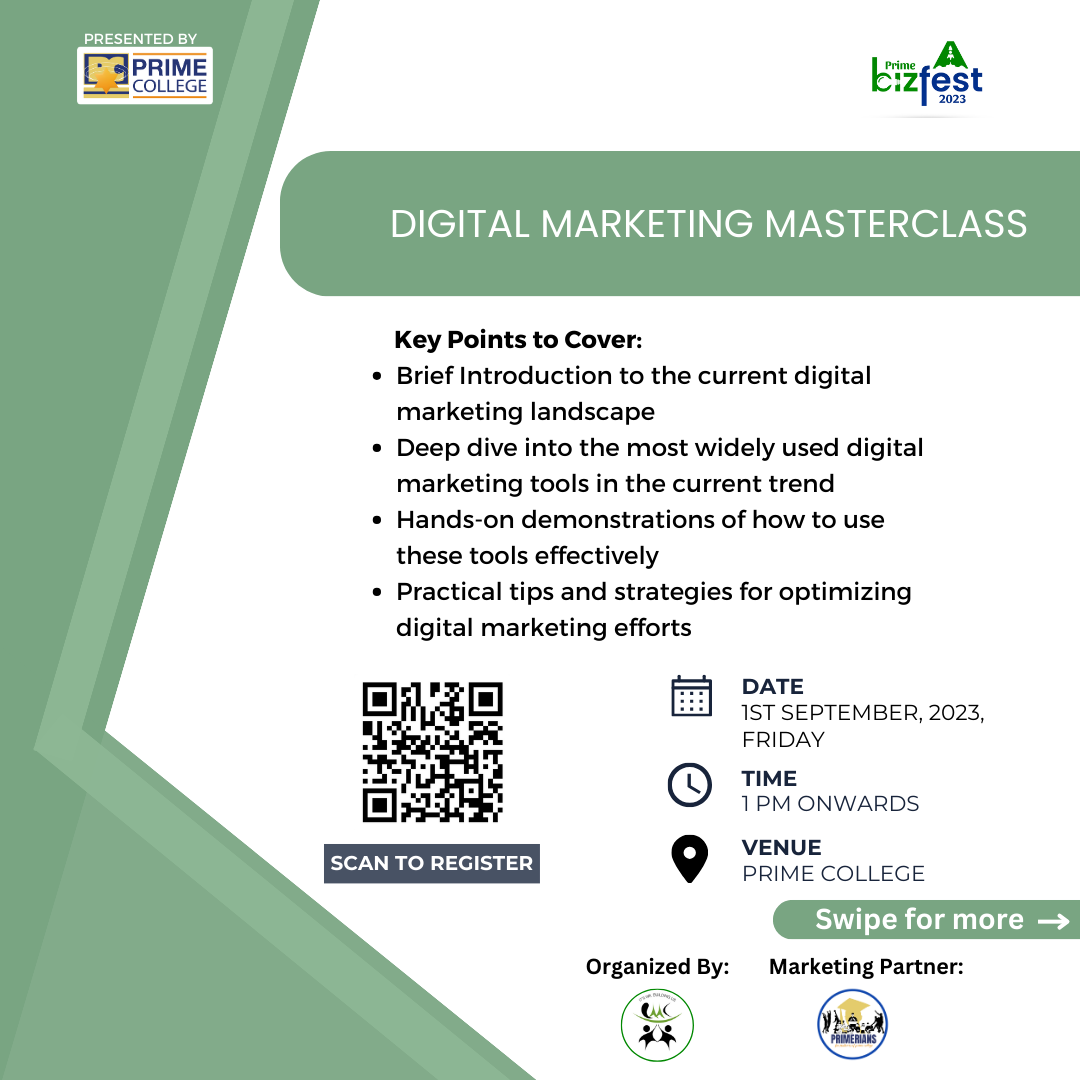 PRESENTED BY
PRIME
COLLEGE
Prime
bizfest
2023
DIGITAL MARKETING MASTERCLASS
Key Points to Cover:
• Brief Introduction to the current digital
marketing landscape
• Deep dive into the most widely used digital
marketing tools in the current trend
• Hands-on demonstrations of how to use
these tools effectively
• Practical tips and strategies for optimizing
digital marketing efforts
DATE
1ST SEPTEMBER, 2023,
FRIDAY
TIME
1 PM ONWARDS
SCAN TO REGISTER
VENUE
PRIME COLLEGE
Swipe for more →
Organized By:
Marketing Partner:
PRIMERIANS